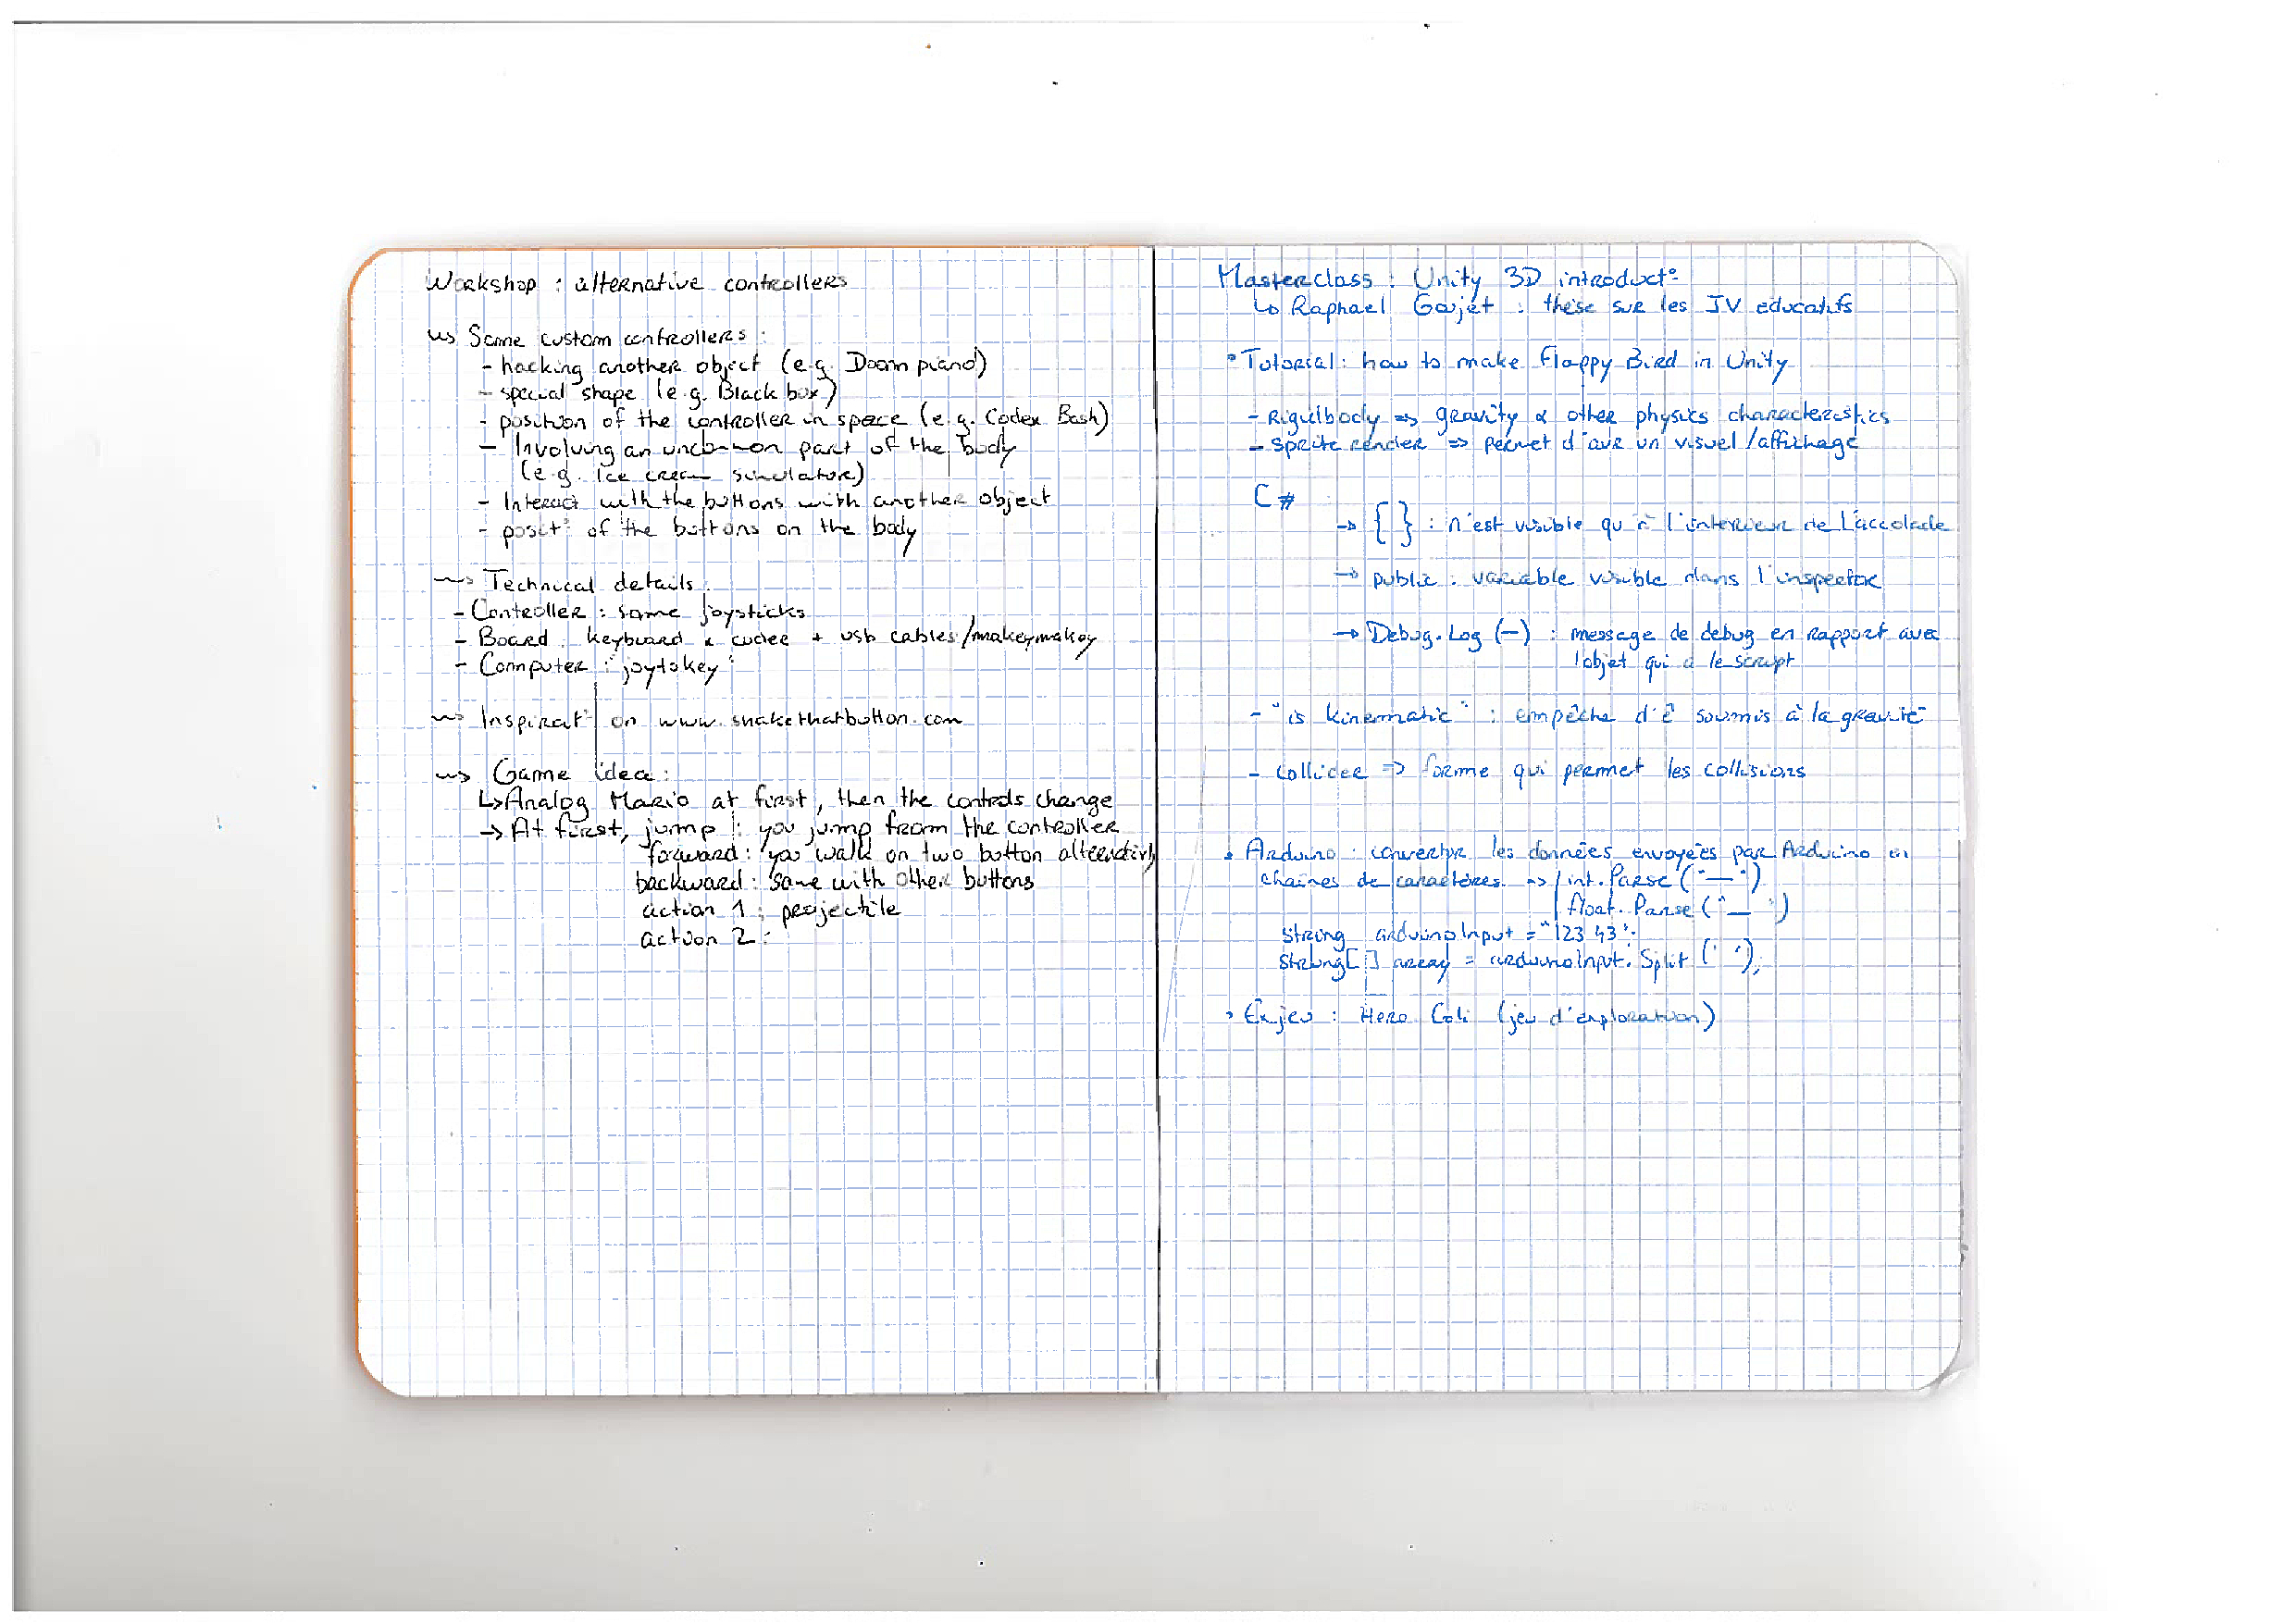 Workshop : alternative controllers
~> Some custom controllers :
- hacking another object (e.g. Doom piano)
- special shape (e.g. Black box)
- position of the controller in space (e.g. Codex Bash)
- Involving an uncommon part of the body
(e.g. Ice cream simulator)
- Interact with the buttons with another object
- posit° of the buttons on the body
~> Technical details :
- Controller : some joysticks
- Board : keyboard & + usb cables/makeymakey
- Computer : "joytokey"
~> Inspirat° on www.shakethatbutton.com
~> Game idea :
↳ Analog Mario at first, then the controls change
→ At first, jump : you jump from the controller
forward : you walk on two button
backward : same with other buttons
action 1 : projectile
action 2 :
Masterclass : Unity 3D introduct°
↳ Raphael : thèse sur les JV educatifs
• Tutorial : how to make Flappy Bird in Unity
- Rigidbody => gravity & other physics characteristics
- Sprite render => permet d'avr un visuel/affichage
C#
→ { } : n'est visible qu'à l'intérieur de l'accolade
→ public : variable visible dans l'inspector
→ Debug.Log (—) : message de debug en rapport avec
l'objet qui a le script
- "is kinematic" : empêche d'ê soumis à la gravité
- Collider => forme qui permet les collisions
• Arduino : convertir les données envoyées par Arduino en
chaînes de caractères => int.Parse ("—")
float.Parse ("—")
String arduinoInput = "123 43";
String[] array = arduinoInput.Split (' ');
• Exjeu : Hero Coli (jeu d'exploration)